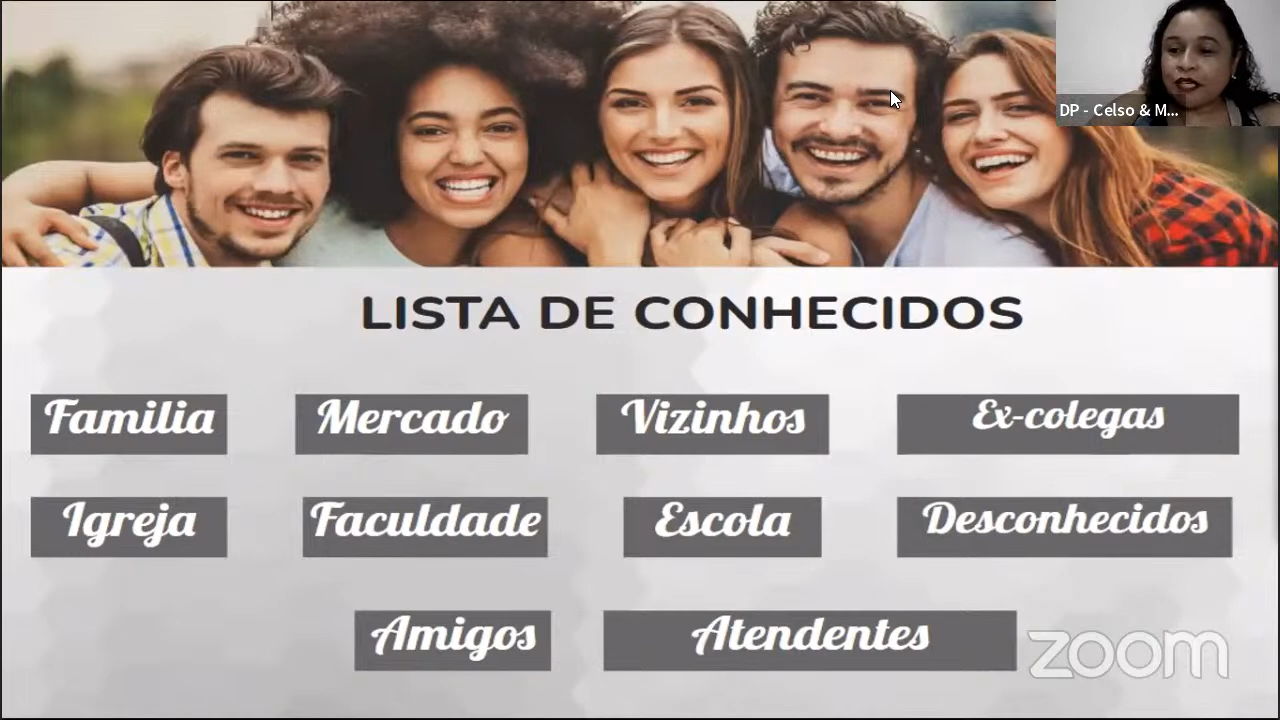 DP - Celso & M...
LISTA DE CONHECIDOS
Familia
Mercado
Vizinhos
Ex-colegas
Igreja
Faculdade
Escola
Desconhecidos
Amigos
Atendentes
zoom